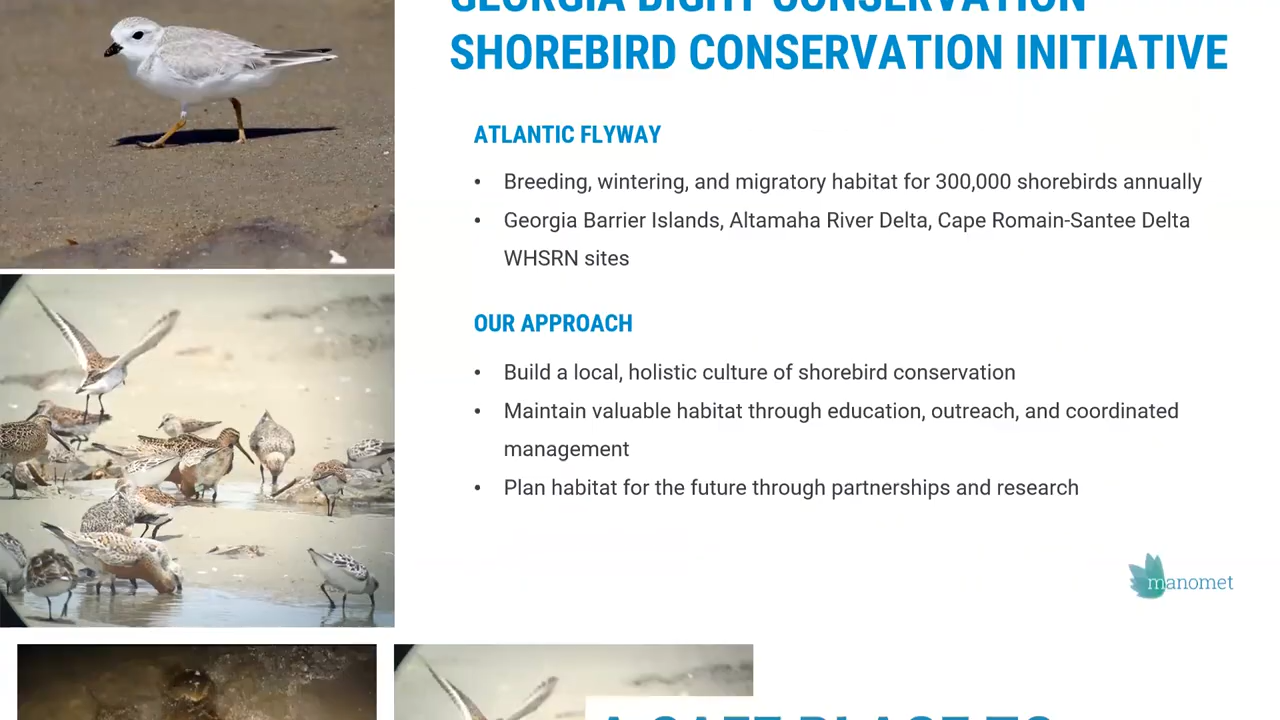 GEORGIA BIGHT CONSERVATION
SHOREBIRD CONSERVATION INITIATIVE
ATLANTIC FLYWAY
• Breeding, wintering, and migratory habitat for 300,000 shorebirds annually
• Georgia Barrier Islands, Altamaha River Delta, Cape Romain-Santee Delta
WHSRN sites
OUR APPROACH
• Build a local, holistic culture of shorebird conservation
• Maintain valuable habitat through education, outreach, and coordinated
management
• Plan habitat for the future through partnerships and research
manomet
A SAFE PLACE TO